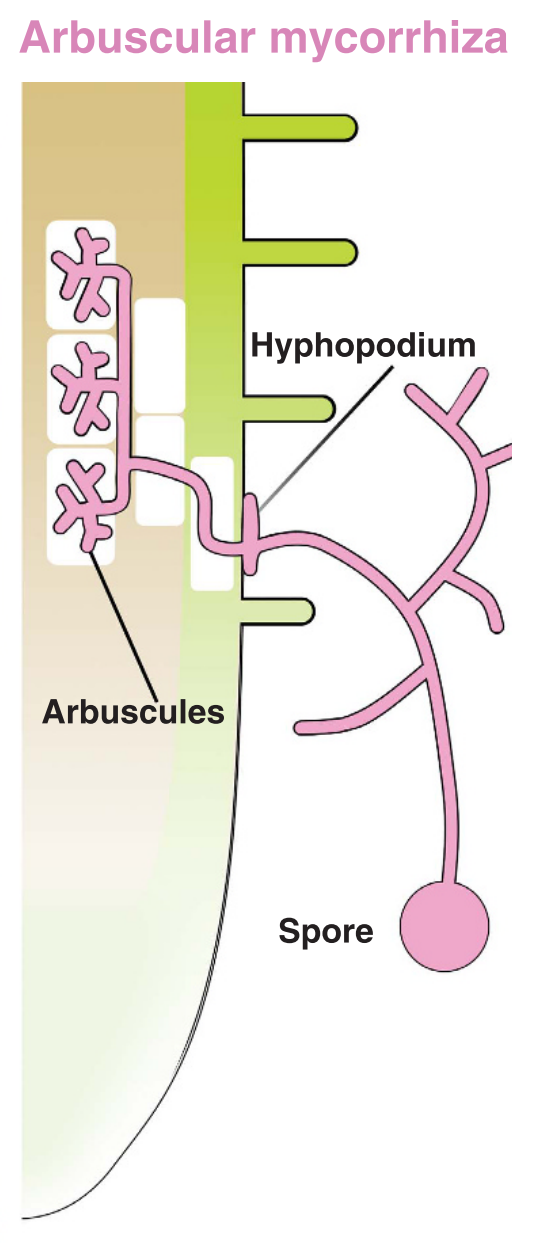 Arbuscular mycorrhiza
Hyphopodium
Arbuscules
Spore